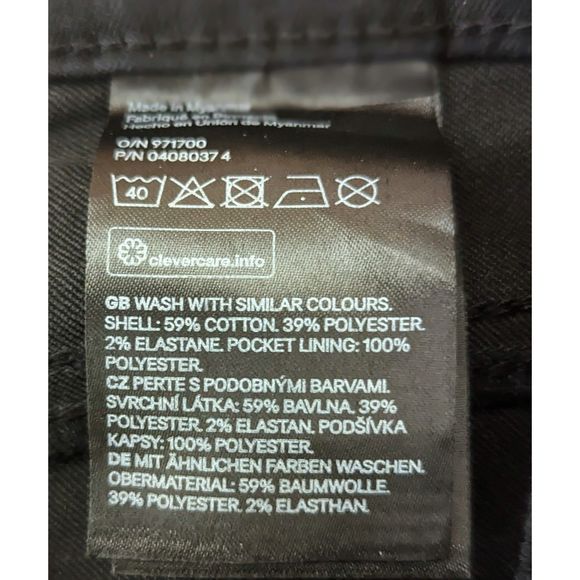 Made in Myanmar
Fabriqué en
Hecho en Unión de Myanmar
O/N 971700
P/N 04080374
40
clevercare.info
GB WASH WITH SIMILAR COLOURS.
SHELL: 59% COTTON. 39% POLYESTER.
2% ELASTANE. POCKET LINING: 100%
POLYESTER.
CZ PERTE S PODOBNÝMI BARVAMI.
SVRCHNÍ LÁTKA: 59% BAVLNA. 39%
POLYESTER. 2% ELASTAN. PODŠÍVKA
KAPSY: 100% POLYESTER.
DE MIT ÄHNLICHEN FARBEN WASCHEN.
OBERMATERIAL: 59% BAUMWOLLE.
39% POLYESTER. 2% ELASTHAN.